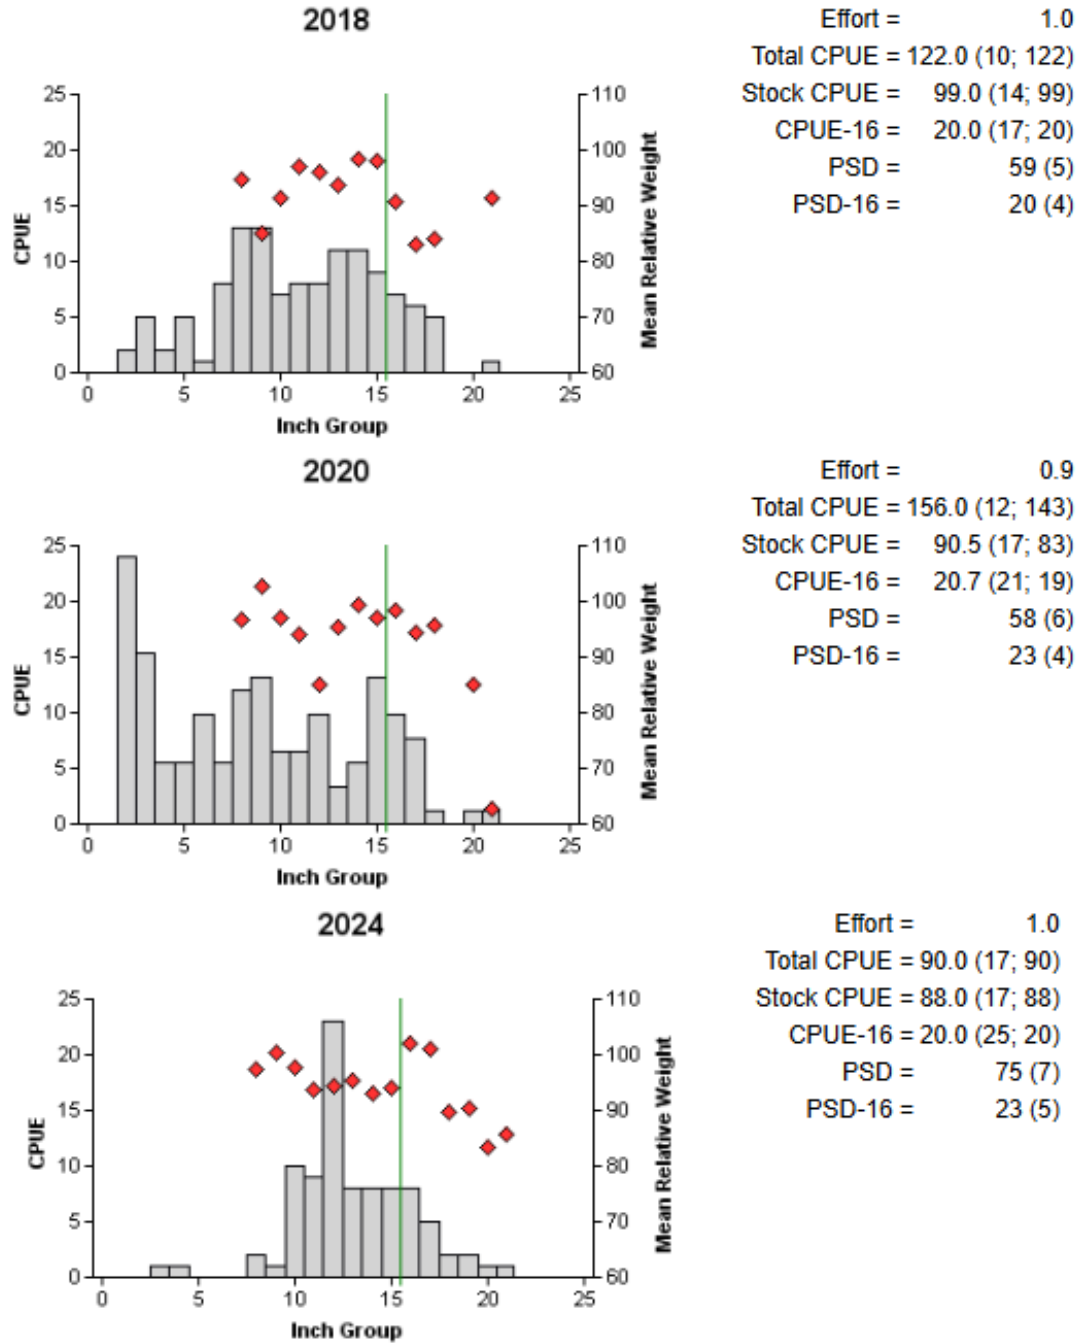 2018
Effort = 1.0
Total CPUE = 122.0 (10; 122)
Stock CPUE = 99.0 (14; 99)
CPUE-16 = 20.0 (17; 20)
PSD = 59 (5)
PSD-16 = 20 (4)
25 110
20 100
15 90
10 80
5 70
0 60
CPUE
Mean Relative Weight
0 5 10 15 20 25
Inch Group
2020
Effort = 0.9
Total CPUE = 156.0 (12; 143)
Stock CPUE = 90.5 (17; 83)
CPUE-16 = 20.7 (21; 19)
PSD = 58 (6)
PSD-16 = 23 (4)
25 110
20 100
15 90
10 80
5 70
0 60
CPUE
Mean Relative Weight
0 5 10 15 20 25
Inch Group
2024
Effort = 1.0
Total CPUE = 90.0 (17; 90)
Stock CPUE = 88.0 (17; 88)
CPUE-16 = 20.0 (25; 20)
PSD = 75 (7)
PSD-16 = 23 (5)
25 110
20 100
15 90
10 80
5 70
0 60
CPUE
Mean Relative Weight
0 5 10 15 20 25
Inch Group